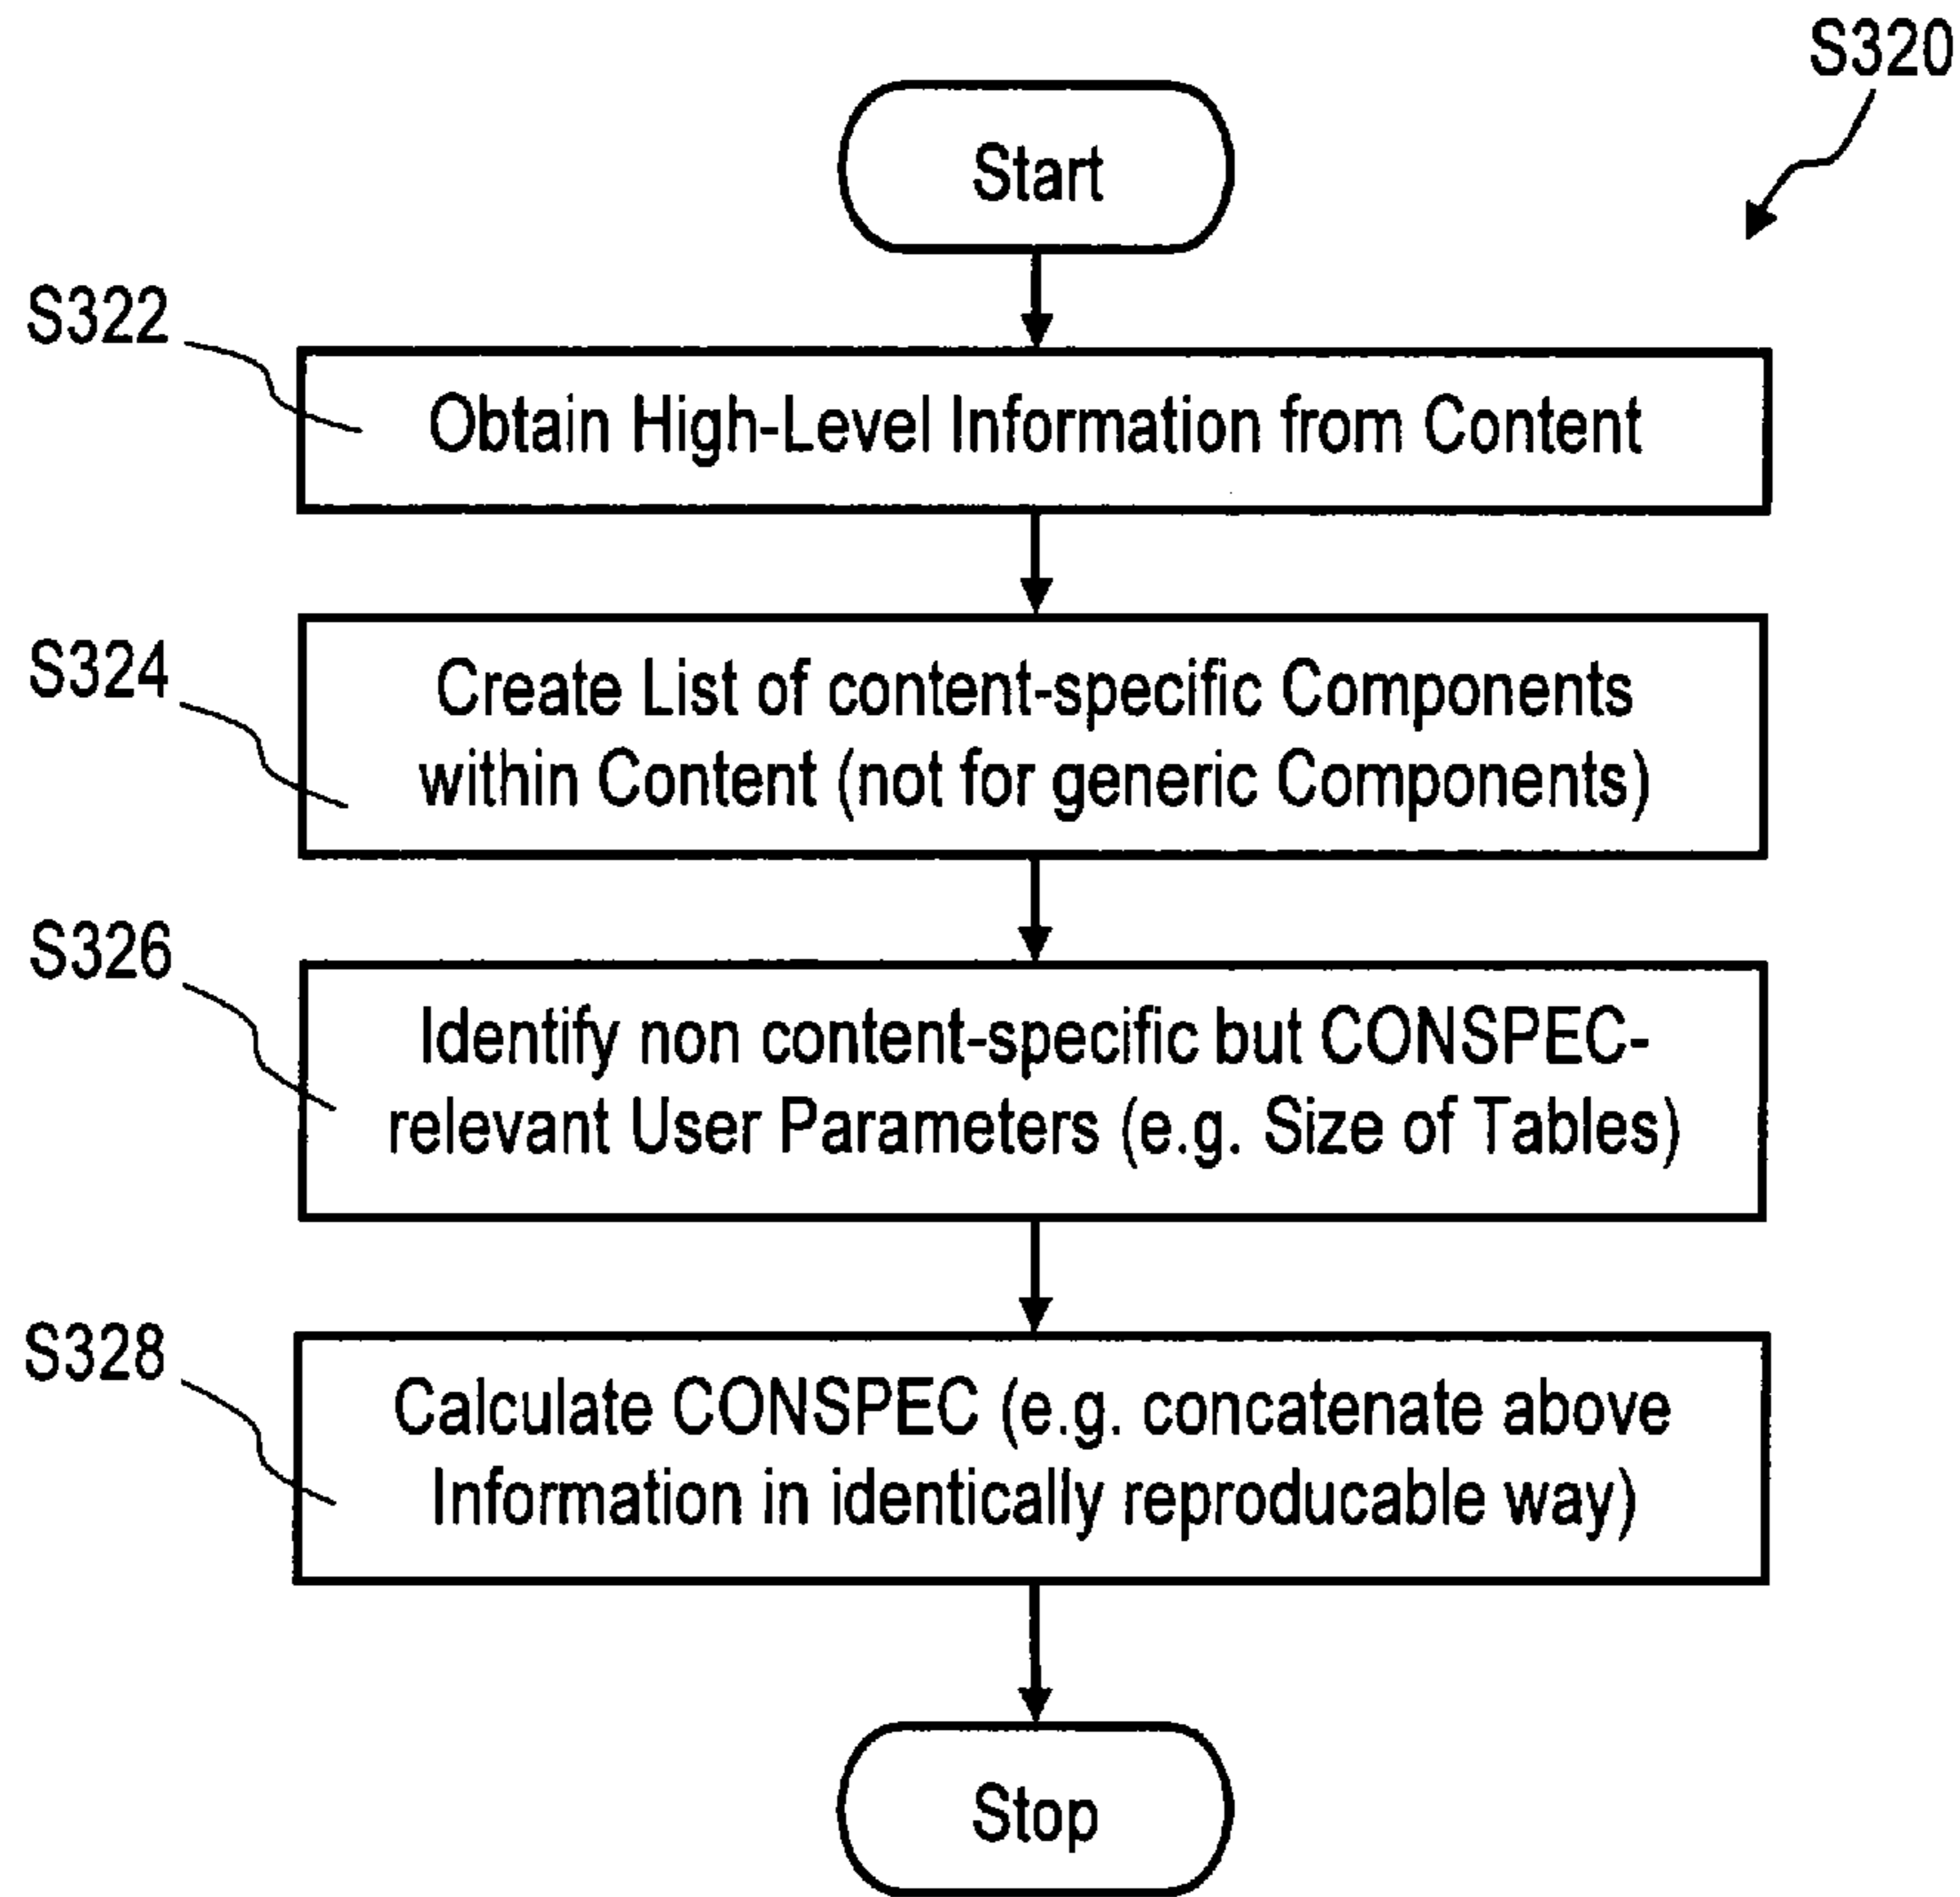 S320
Start
S322
Obtain High-Level Information from Content
S324
Create List of content-specific Components
within Content (not for generic Components)
S326
Identify non content-specific but CONSPEC-
relevant User Parameters (e.g. Size of Tables)
S328
Calculate CONSPEC (e.g. concatenate above
Information in identically reproducable way)
Stop